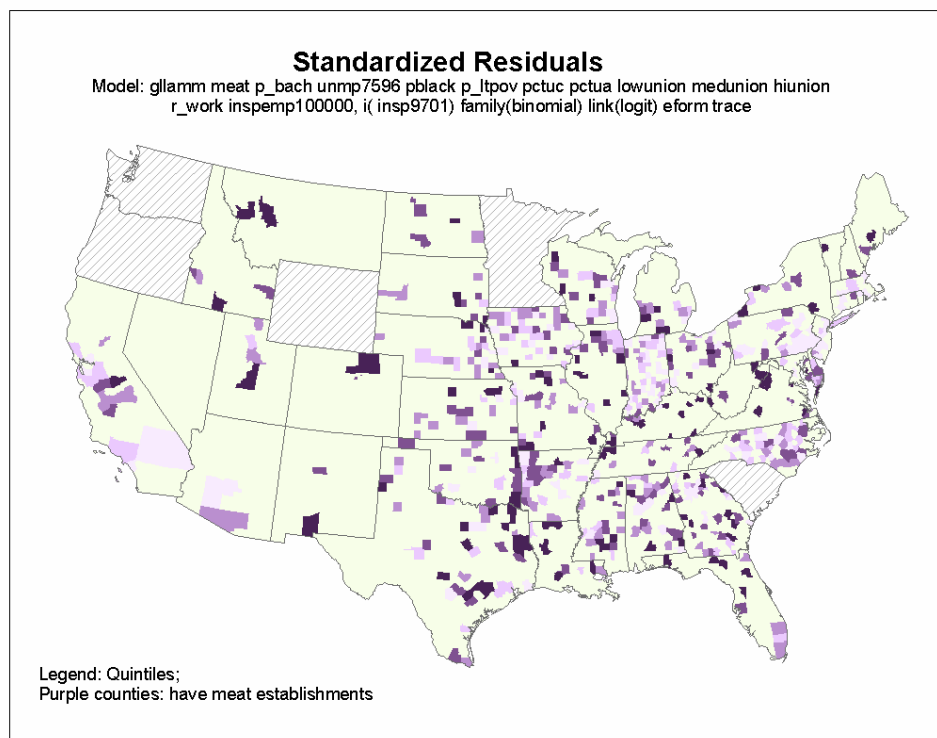 Standardized Residuals
Model: gllamm meat p_bach unmp7596 pblack p_ltpov pctuc pctua lowunion medunion hiunion
r_work inspemp100000, i( insp9701) family(binomial) link(logit) eform trace
Legend: Quintiles;
Purple counties: have meat establishments